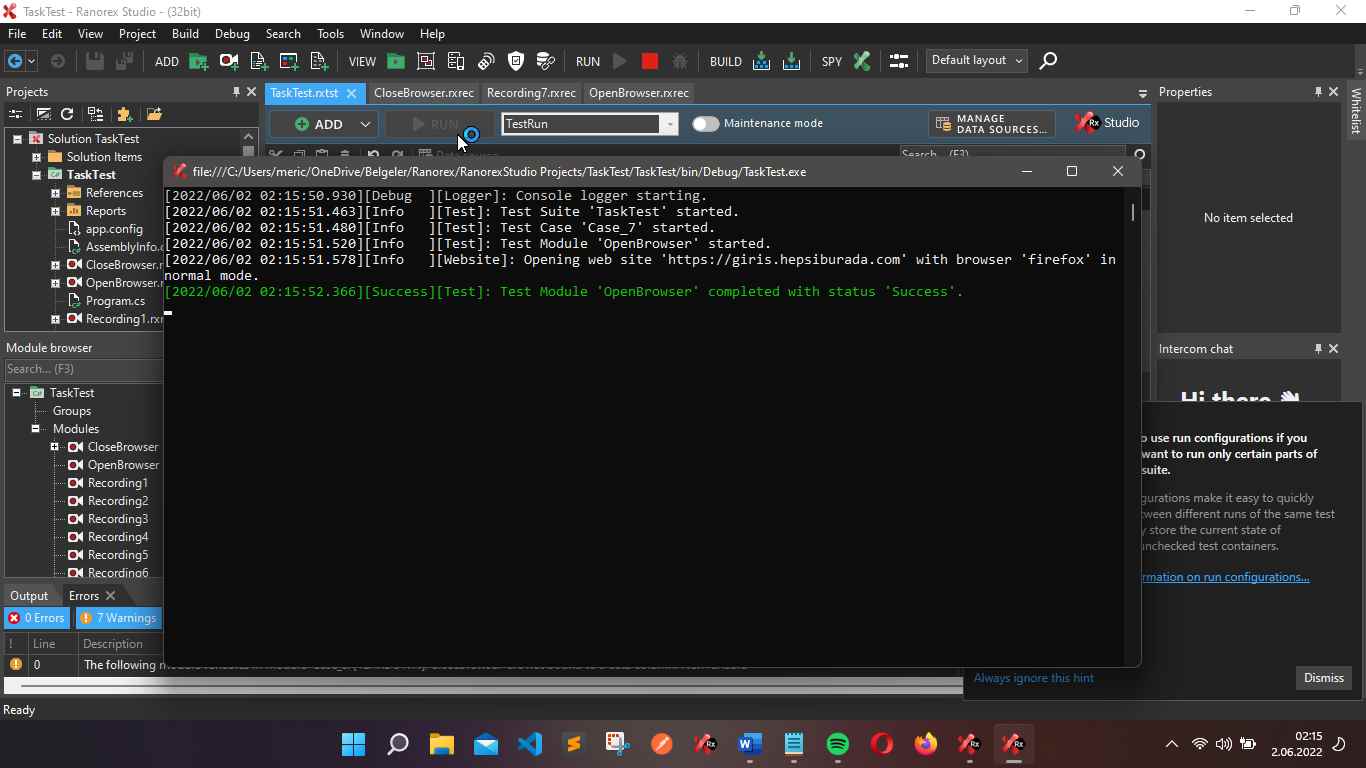 TaskTest - Ranorex Studio - (32bit)
File Edit View Project Build Debug Search Tools Window Help
ADD VIEW RUN BUILD SPY Default layout
Projects
TaskTest.rxtst CloseBrowser.rxrec Recording7.rxrec OpenBrowser.rxrec
Properties
Whitelist
ADD RUN TestRun Maintenance mode MANAGE DATA SOURCES... Rx Studio
Solution TaskTest
Solution Items
TaskTest
References
Reports
app.config
AssemblyInfo.c
CloseBrowser.r
OpenBrowser.r
Program.cs
Recording1.rxr
Data source
Search... (F3)
file:///C:/Users/meric/OneDrive/Belgeler/Ranorex/RanorexStudio Projects/TaskTest/TaskTest/bin/Debug/TaskTest.exe
[2022/06/02 02:15:50.930][Debug  ][Logger]: Console logger starting.
[2022/06/02 02:15:51.463][Info   ][Test]: Test Suite 'TaskTest' started.
[2022/06/02 02:15:51.480][Info   ][Test]: Test Case 'Case_7' started.
[2022/06/02 02:15:51.520][Info   ][Test]: Test Module 'OpenBrowser' started.
[2022/06/02 02:15:51.578][Info   ][Website]: Opening web site 'https://giris.hepsiburada.com' with browser 'firefox' in
normal mode.
[2022/06/02 02:15:52.366][Success][Test]: Test Module 'OpenBrowser' completed with status 'Success'.
No item selected
Module browser
Search... (F3)
TaskTest
Groups
Modules
CloseBrowser
OpenBrowser
Recording1
Recording2
Recording3
Recording4
Recording5
Recording6
Intercom chat
Hi there
o use run configurations if you
want to run only certain parts of
suite.
gurations make it easy to quickly
ween different runs of the same test
y store the current state of
nchecked test containers.
rmation on run configurations...
Always ignore this hint
Dismiss
Output Errors
0 Errors 7 Warnings
! Line Description
0 The following m
Ready
02:15
2.06.2022